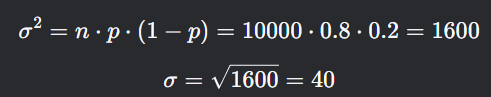 σ² = n · p · (1 − p) = 10000 · 0.8 · 0.2 = 1600
σ = √1600 = 40